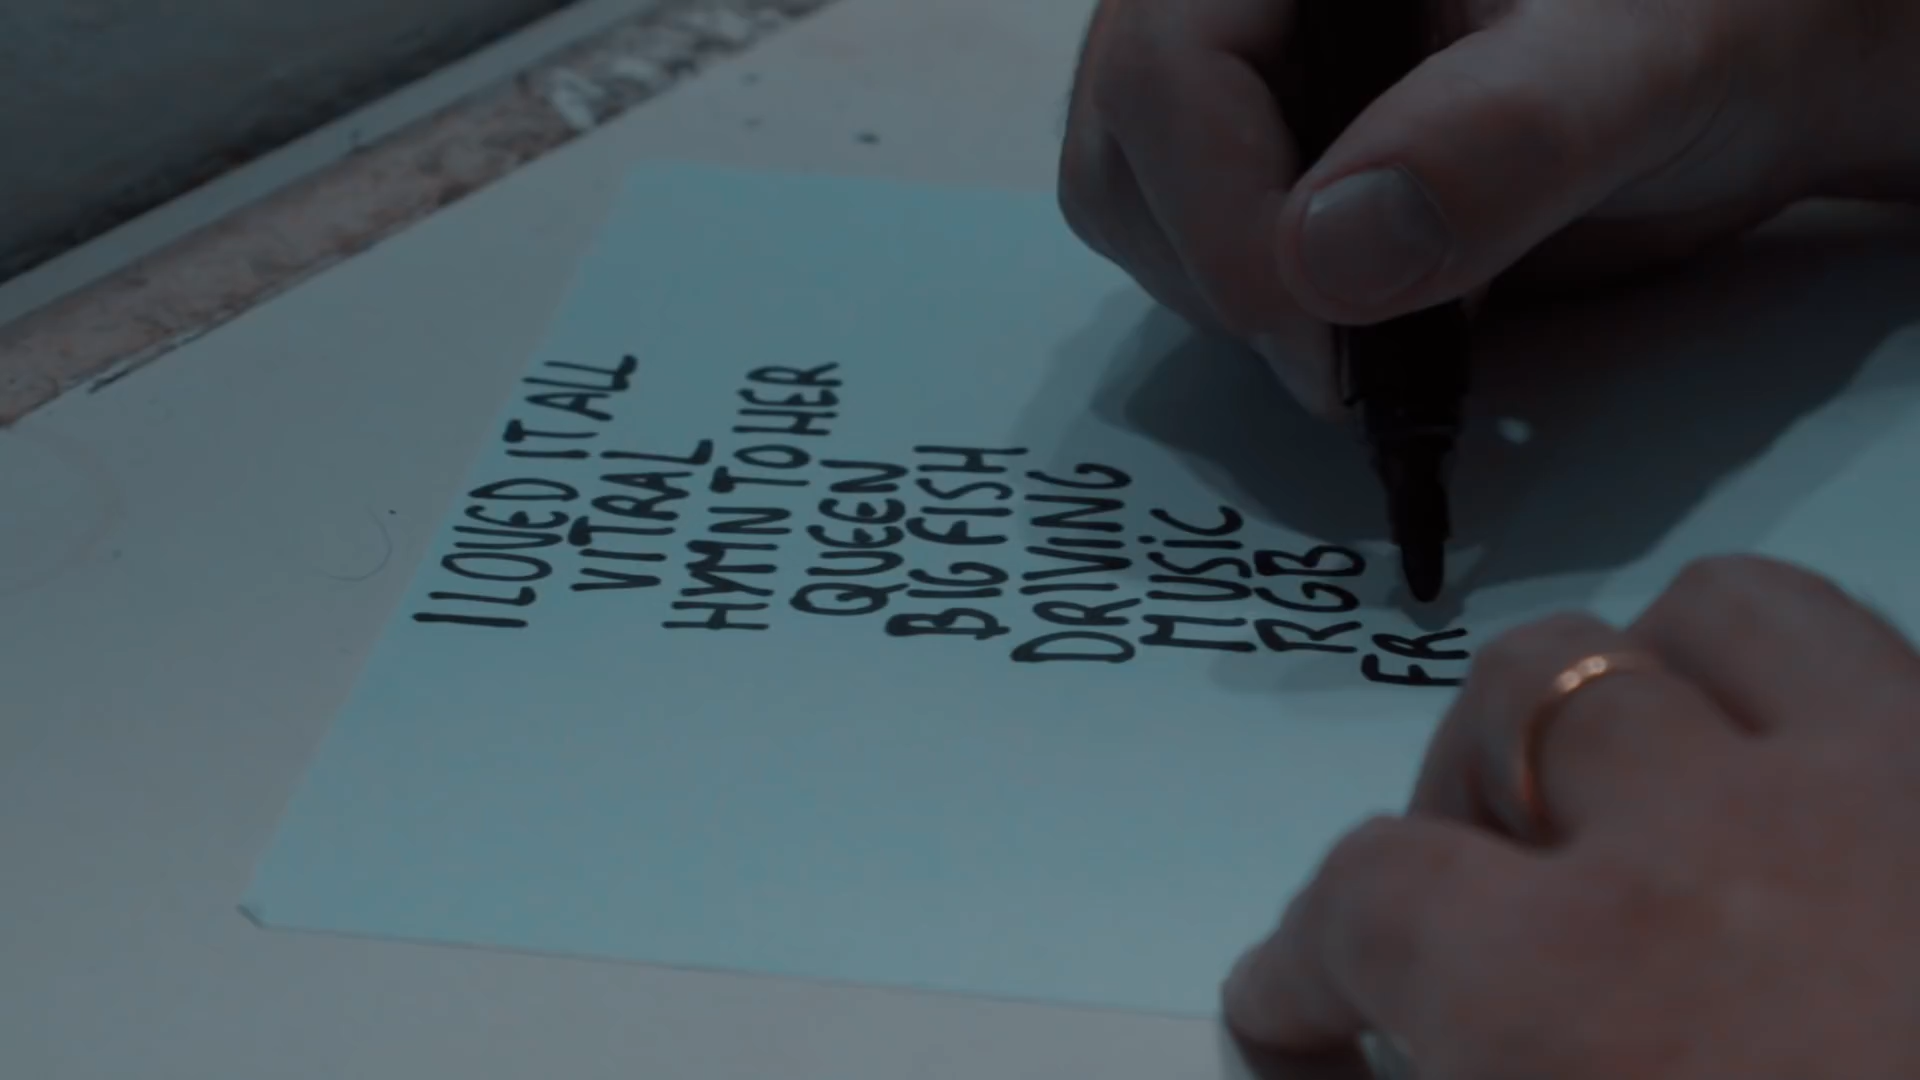 I LOVED IT ALL
VITRAL
HYMN TO HER
QUEEN
BIG FISH
DRIVING
MUSIC
RGB
FR